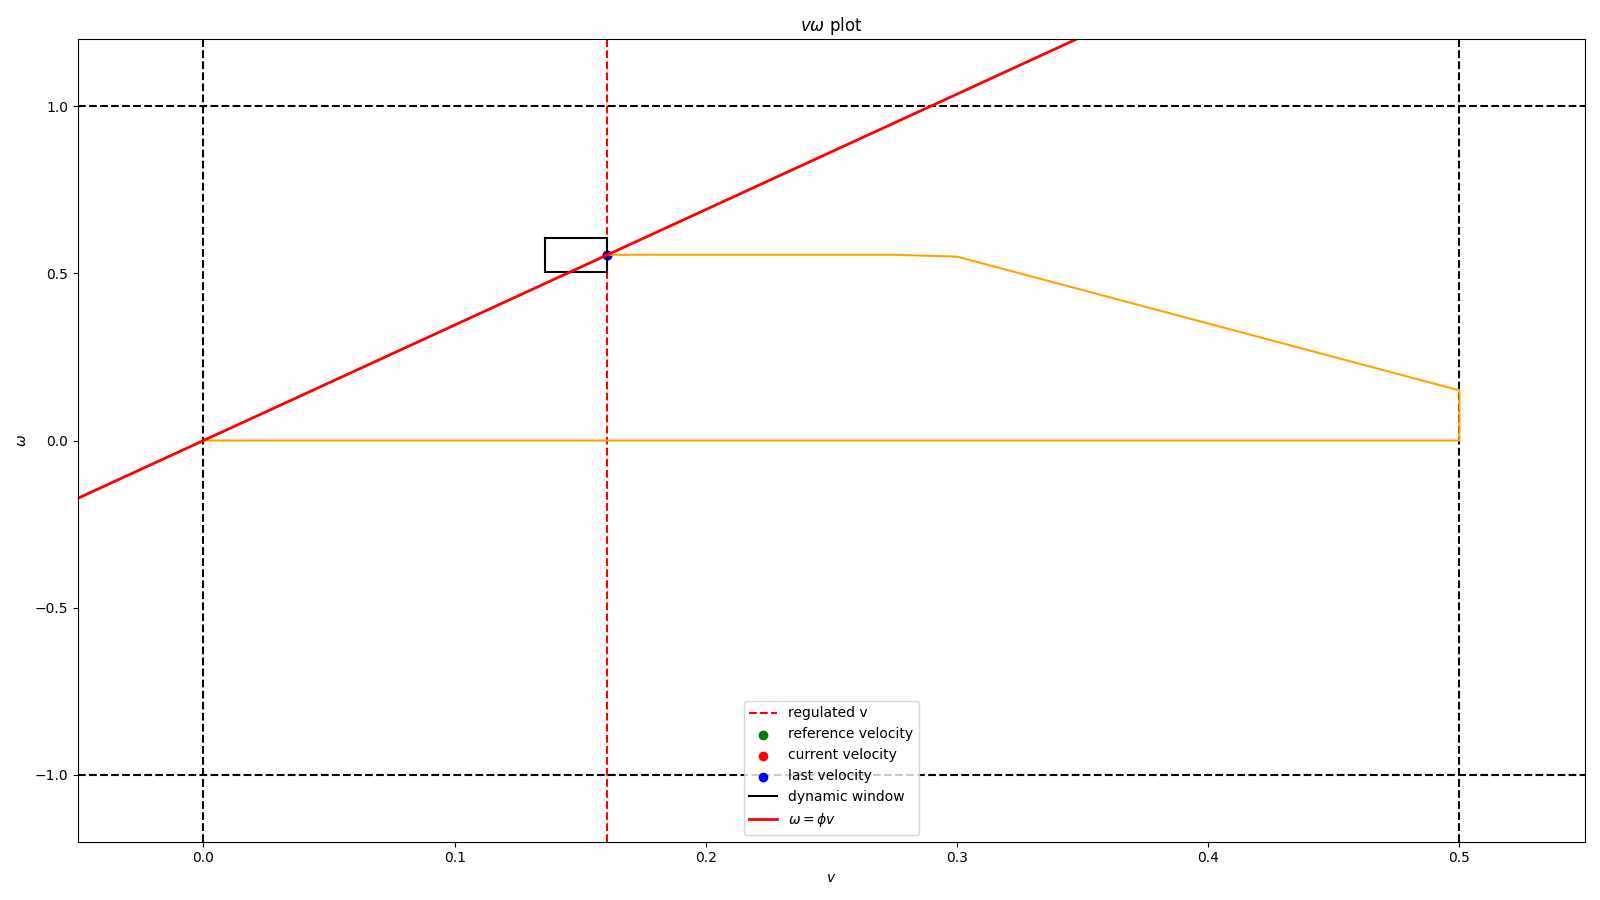 vω plot
1.0
0.5
0.0
−0.5
−1.0
ω
regulated v
reference velocity
current velocity
last velocity
dynamic window
ω = ϕv
0.0 0.1 0.2 0.3 0.4 0.5
v